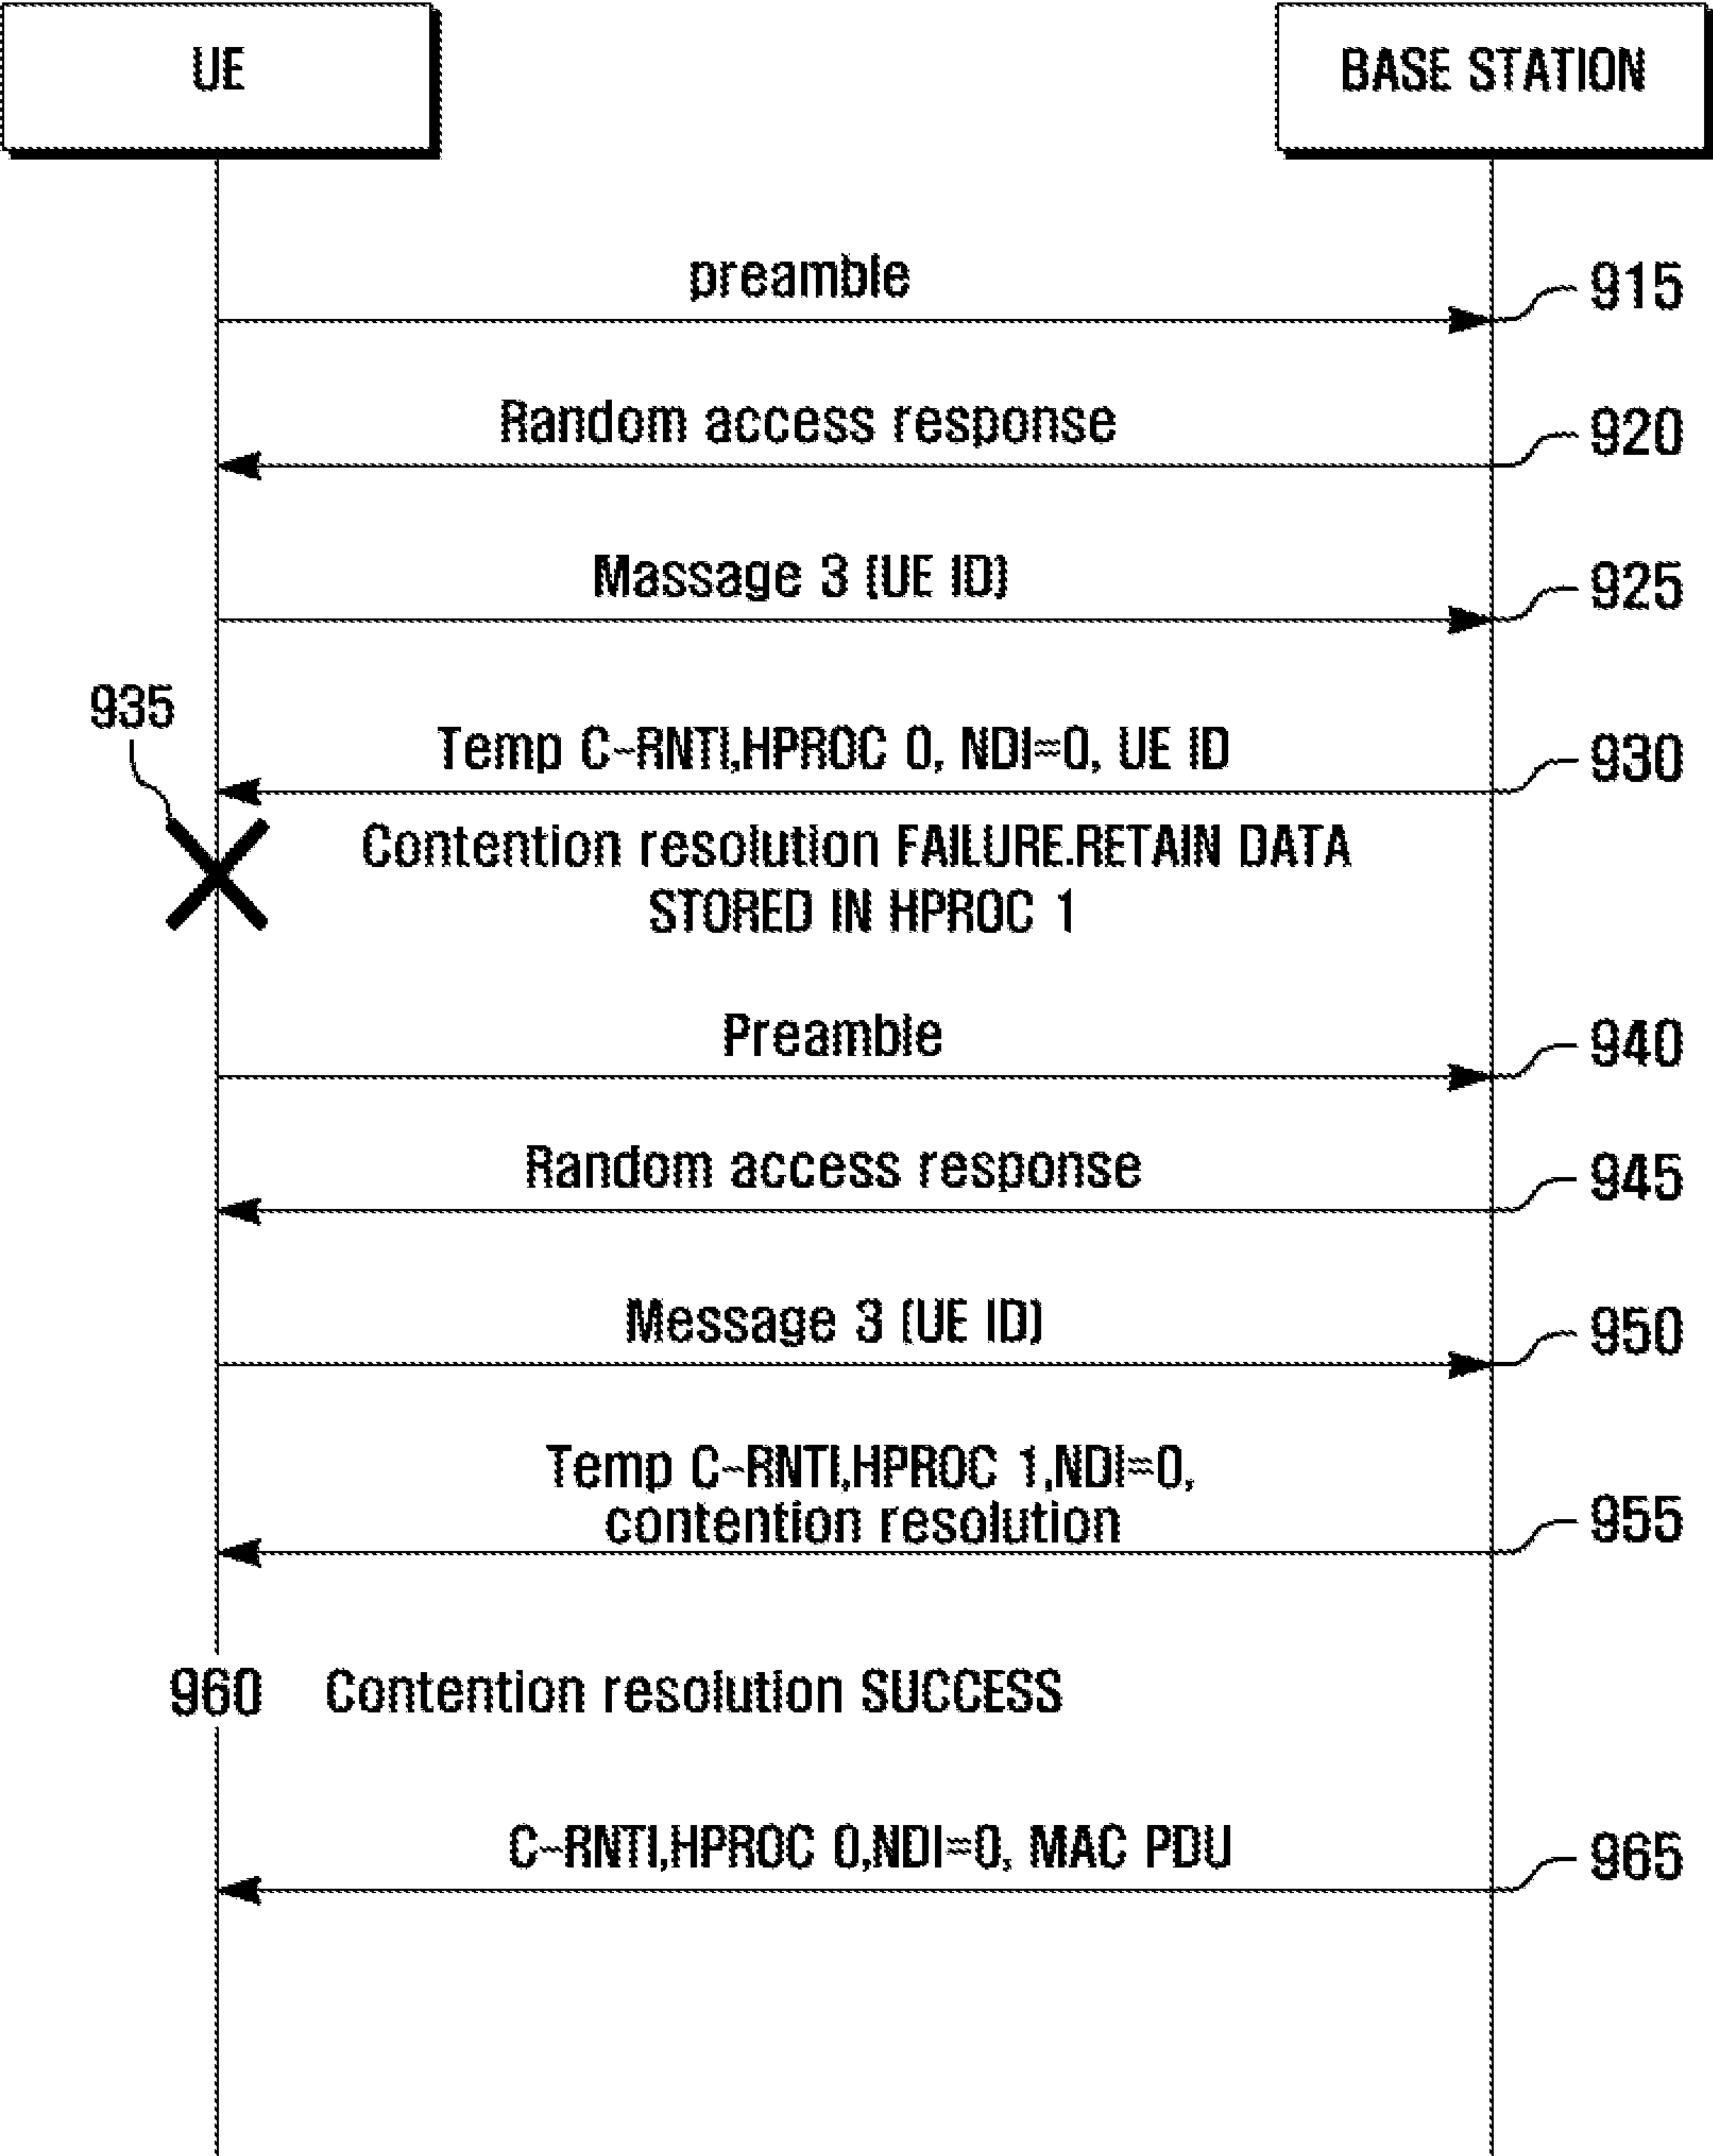 UE
BASE STATION
preamble
915
Random access response
920
Massage 3 (UE ID)
925
935
Temp C-RNTI,HPROC 0, NDI=0, UE ID
930
Contention resolution FAILURE.RETAIN DATA
STORED IN HPROC 1
Preamble
940
Random access response
945
Message 3 (UE ID)
950
Temp C-RNTI,HPROC 1,NDI=0,
contention resolution
955
960 Contention resolution SUCCESS
C-RNTI,HPROC 0,NDI=0, MAC PDU
965